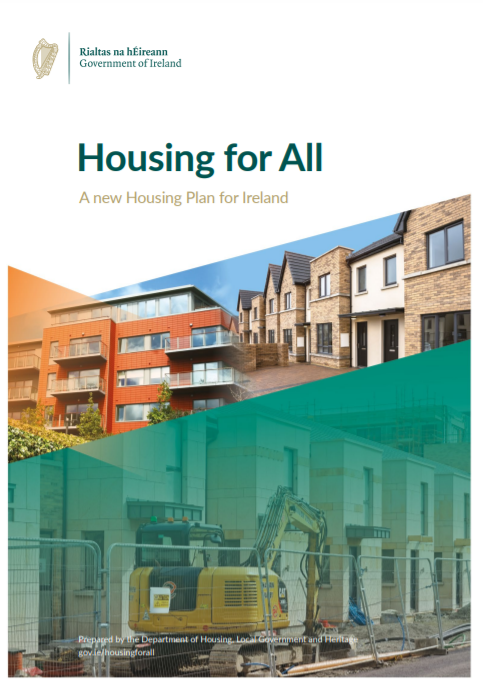 Rialtas na hÉireann
Government of Ireland
Housing for All
A new Housing Plan for Ireland
CAT
Prepared by the Department of Housing, Local Government and Heritage
gov.ie/housingforall